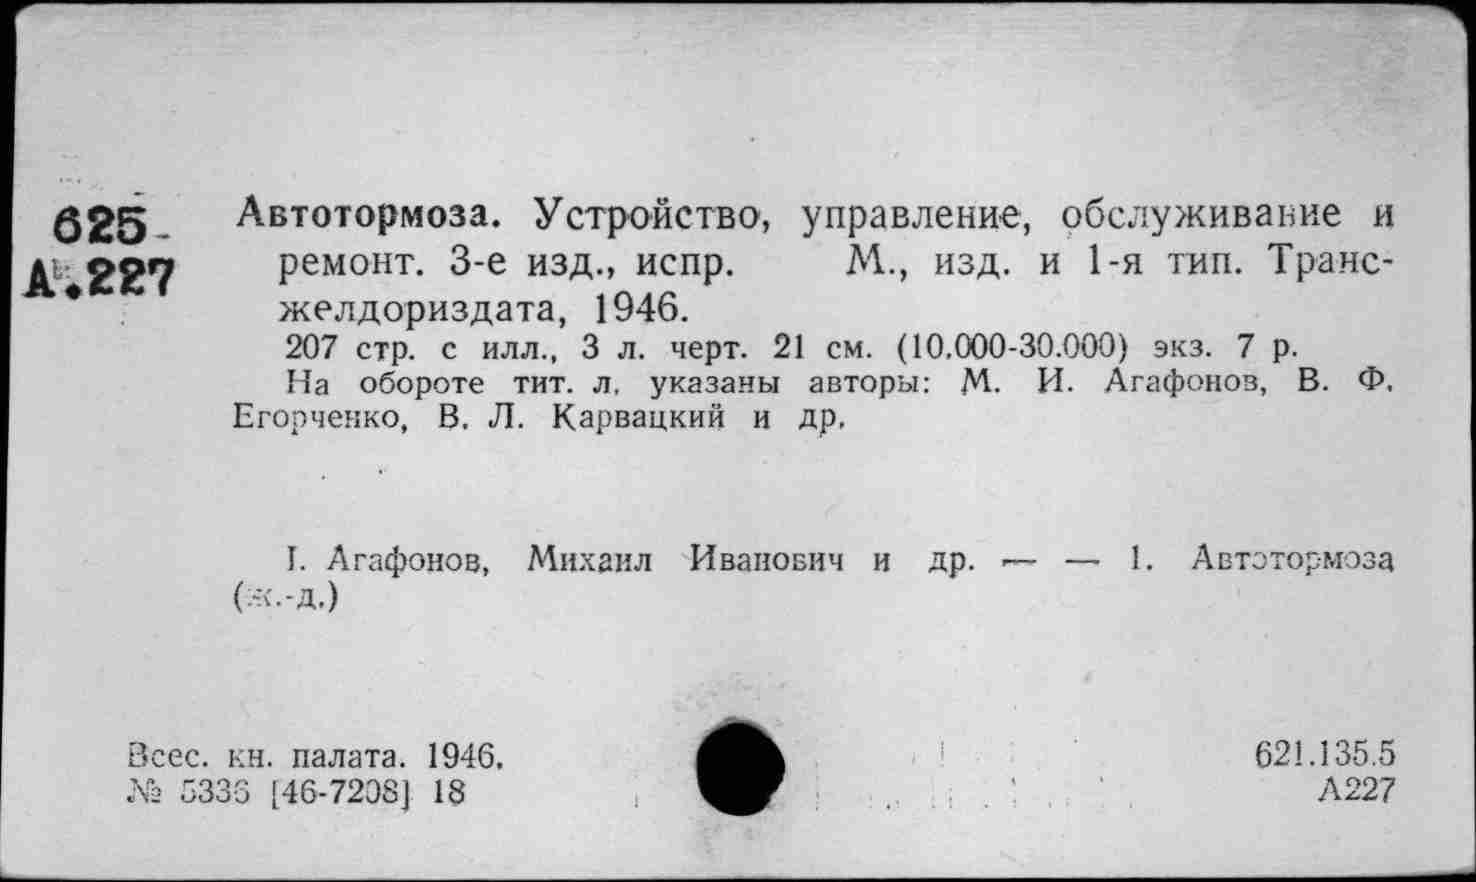 625
А.227
Автотормоза. Устройство, управление, обслуживание и
ремонт. 3-е изд., испр. М., изд. и 1-я тип. Транс-
желдориздата, 1946.
207 стр. с илл., 3 л. черт. 21 см. (10.000-30.000) экз. 7 р.
На обороте тит. л. указаны авторы: М. И. Агафонов, В. Ф.
Егорченко, В. Л. Карвацкий и др.
I. Агафонов, Михаил Иванович и др. — — 1. Автотормоза
(ж.-д.)
Всес. кн. палата. 1946.
№ [46-7208] 18
621.135.5
А227